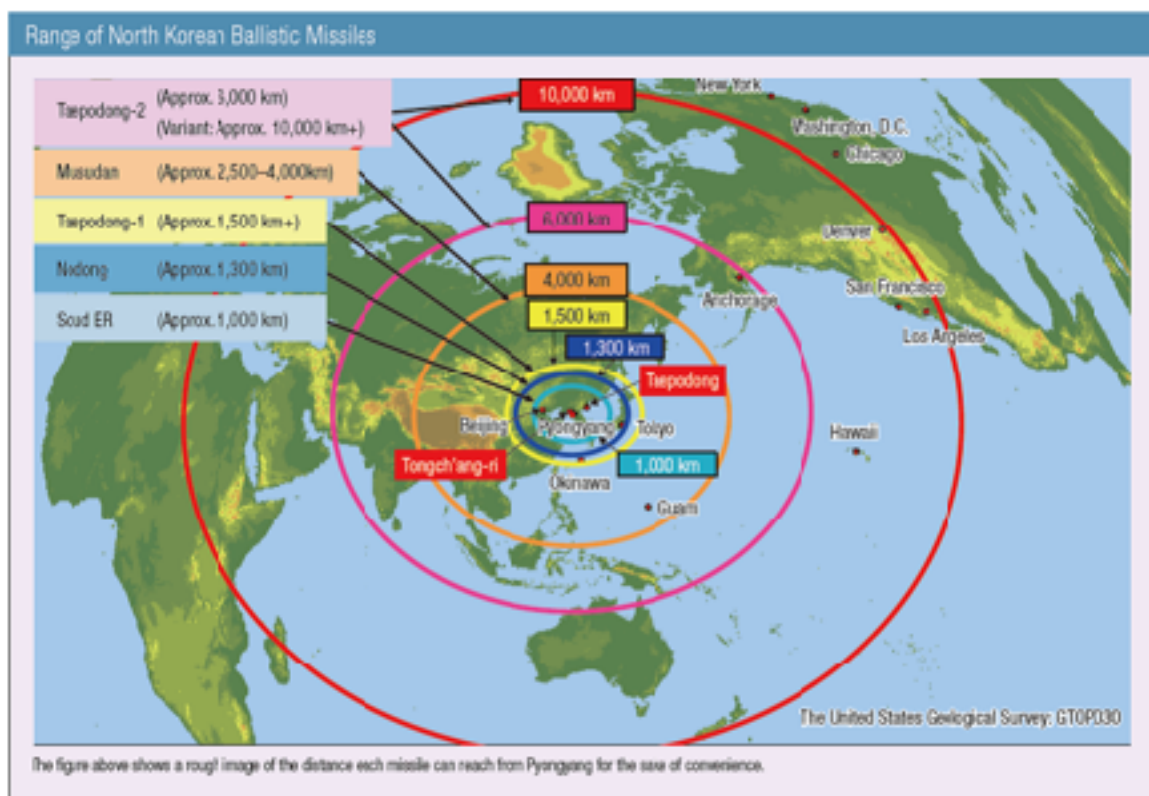 Range of North Korean Ballistic Missiles
Taepodong-2 (Approx. 6,000 km)
(Variant: Approx. 10,000 km+)
Musudan (Approx. 2,500–4,000km)
Taepodong-1 (Approx. 1,500 km+)
Nodong (Approx. 1,300 km)
Scud ER (Approx. 1,000 km)
10,000 km
New York
Washington, D.C.
Chicago
6,000 km
Denver
4,000 km
Anchorage
San Francisco
1,500 km
Los Angeles
1,300 km
Taepodong
Beijing
Pyongyang
Tokyo
Hawaii
Tongch'ang-ri
1,000 km
Okinawa
Guam
The United States Geological Survey; GTOPO30
The figure above shows a rough image of the distance each missile can reach from Pyongyang for the sake of convenience.